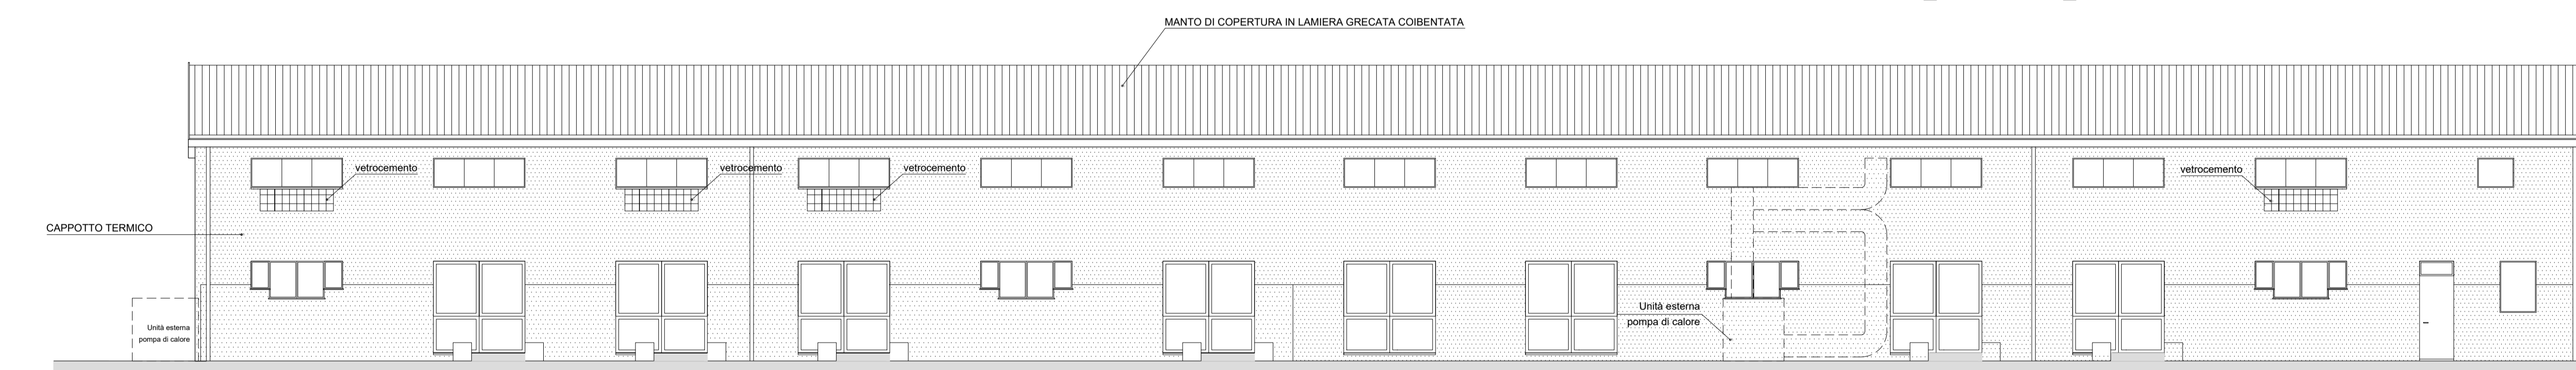 MANTO DI COPERTURA IN LAMIERA GRECATA COIBENTATA
vetrocemento
vetrocemento
vetrocemento
vetrocemento
CAPPOTTO TERMICO
Unità esterna
pompa di calore
Unità esterna
pompa di calore